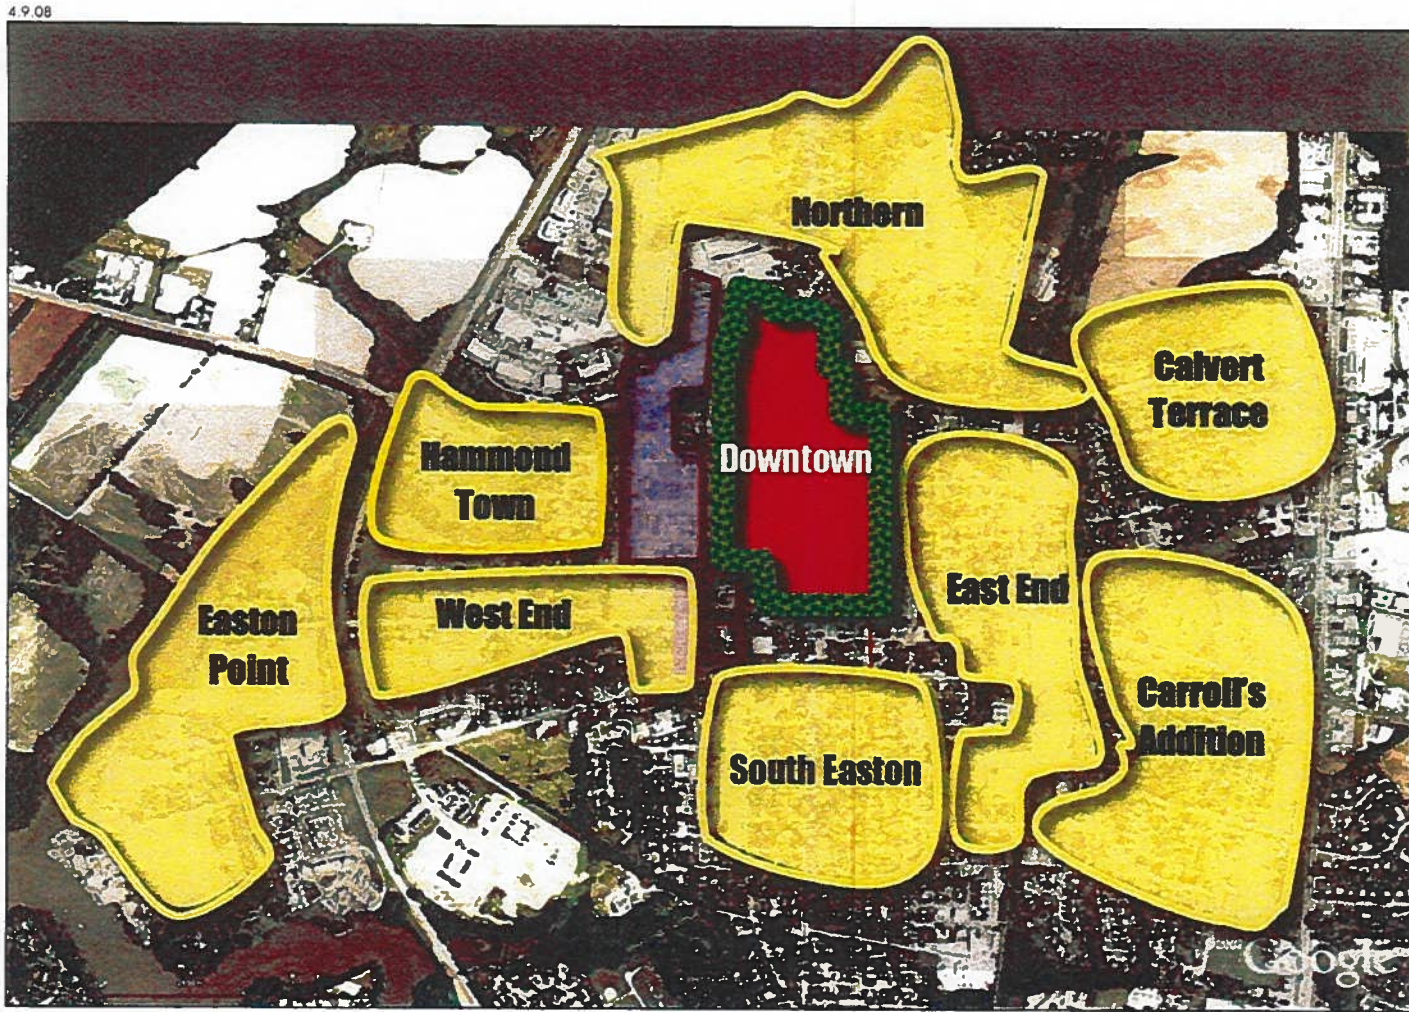 4.9.08
Northern
Calvert
Terrace
Hammond
Town
Downtown
East End
West End
Easton
Point
Carroll's
Addition
South Easton
Google